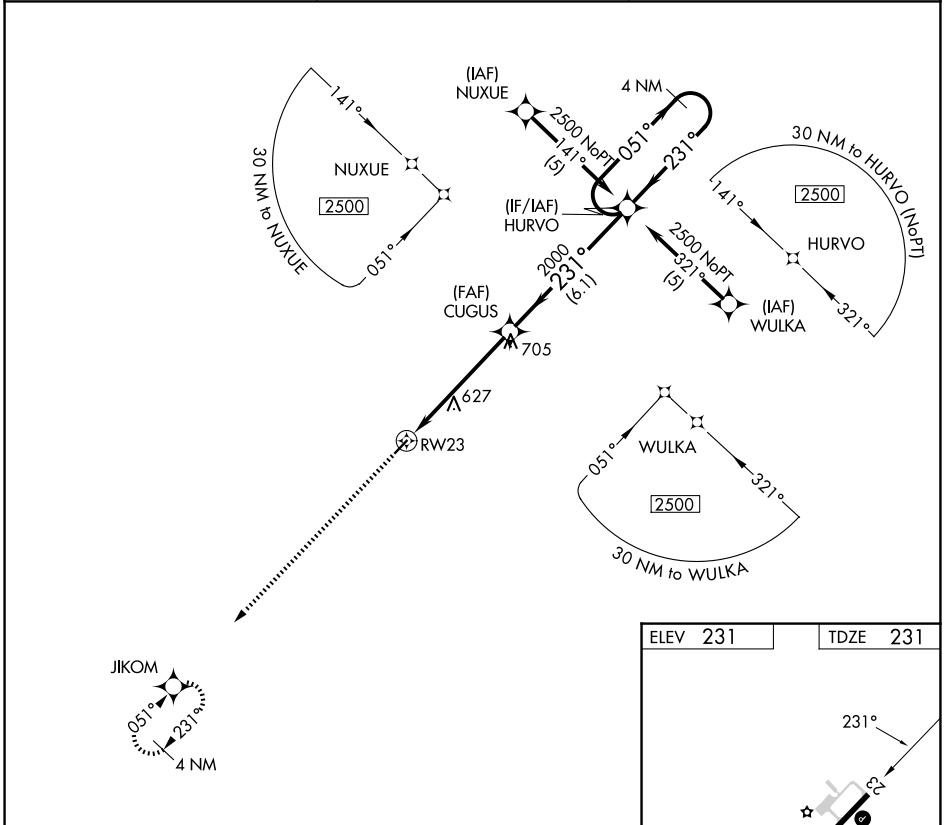 (IAF)
NUXUE
4 NM
2500 NoPT
141°
(5)
051°
231°
141°
NUXUE
2500
051°
30 NM to NUXUE
30 NM to HURVO (NoPT)
141°
2500
HURVO
321°
(IF/IAF)
HURVO
2500 NoPT
321°
(5)
(IAF)
WULKA
2000
231°
(6.1)
(FAF)
CUGUS
705
627
RW23
051°
WULKA
321°
2500
30 NM to WULKA
JIKOM
051°
231°
4 NM
ELEV 231
TDZE 231
231°
23
P